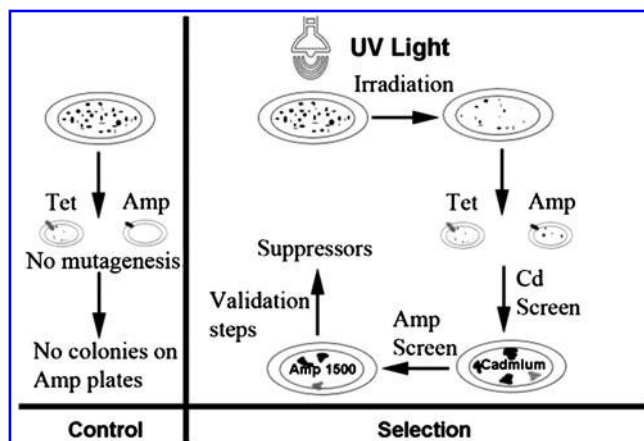 UV Light
Irradiation
Tet Amp
No mutagenesis
No colonies on
Amp plates
Tet Amp
Suppressors
Validation
steps
Cd
Screen
Amp
Screen
Amp 1500
Cadmium
Control
Selection